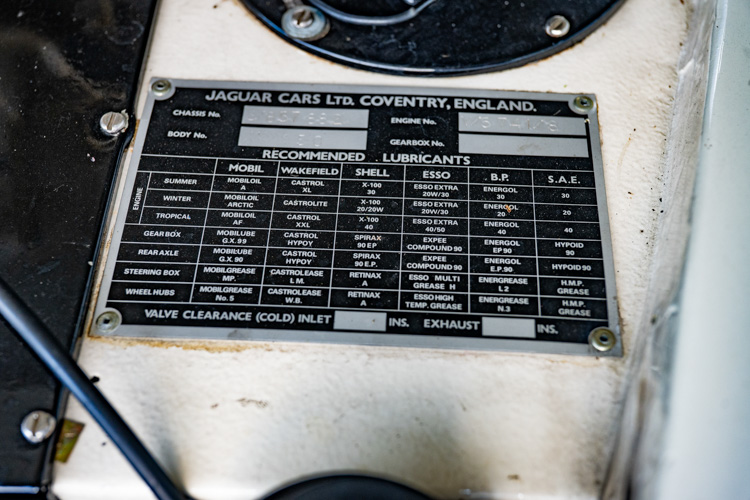 JAGUAR CARS LTD. COVENTRY, ENGLAND.
CHASSIS No. ENGINE No.
BODY No. GEARBOX No.
RECOMMENDED LUBRICANTS
MOBIL WAKEFIELD SHELL ESSO B.P. S.A.E.
ENGINE
SUMMER MOBILOIL A CASTROL XL X-100 30 ESSO EXTRA 20W/30 ENERGOL 30 30
WINTER MOBILOIL ARCTIC CASTROLITE X-100 20/20W ESSO EXTRA 20W/30 ENERGOL 20 20
TROPICAL MOBILOIL AF CASTROL XXL X-100 40 ESSO EXTRA 40/50 ENERGOL 40 40
GEAR BOX MOBILUBE G.X. 99 CASTROL HYPOY SPIRAX 90 EP EXPEE COMPOUND 90 ENERGOL EP 90 HYPOID 90
REAR AXLE MOBILUBE G.X. 90 CASTROL HYPOY SPIRAX 90 E.P. EXPEE COMPOUND 90 ENERGOL E.P. 90 HYPOID 90
STEERING BOX MOBILGREASE MP. CASTROLEASE L M. RETINAX A ESSO MULTI GREASE H ENERGREASE L2 H.M.P. GREASE
WHEEL HUBS MOBILGREASE No. 5 CASTROLEASE W.B. RETINAX A ESSO HIGH TEMP. GREASE ENERGREASE N.3 H.M.P. GREASE
VALVE CLEARANCE (COLD) INLET INS. EXHAUST INS.